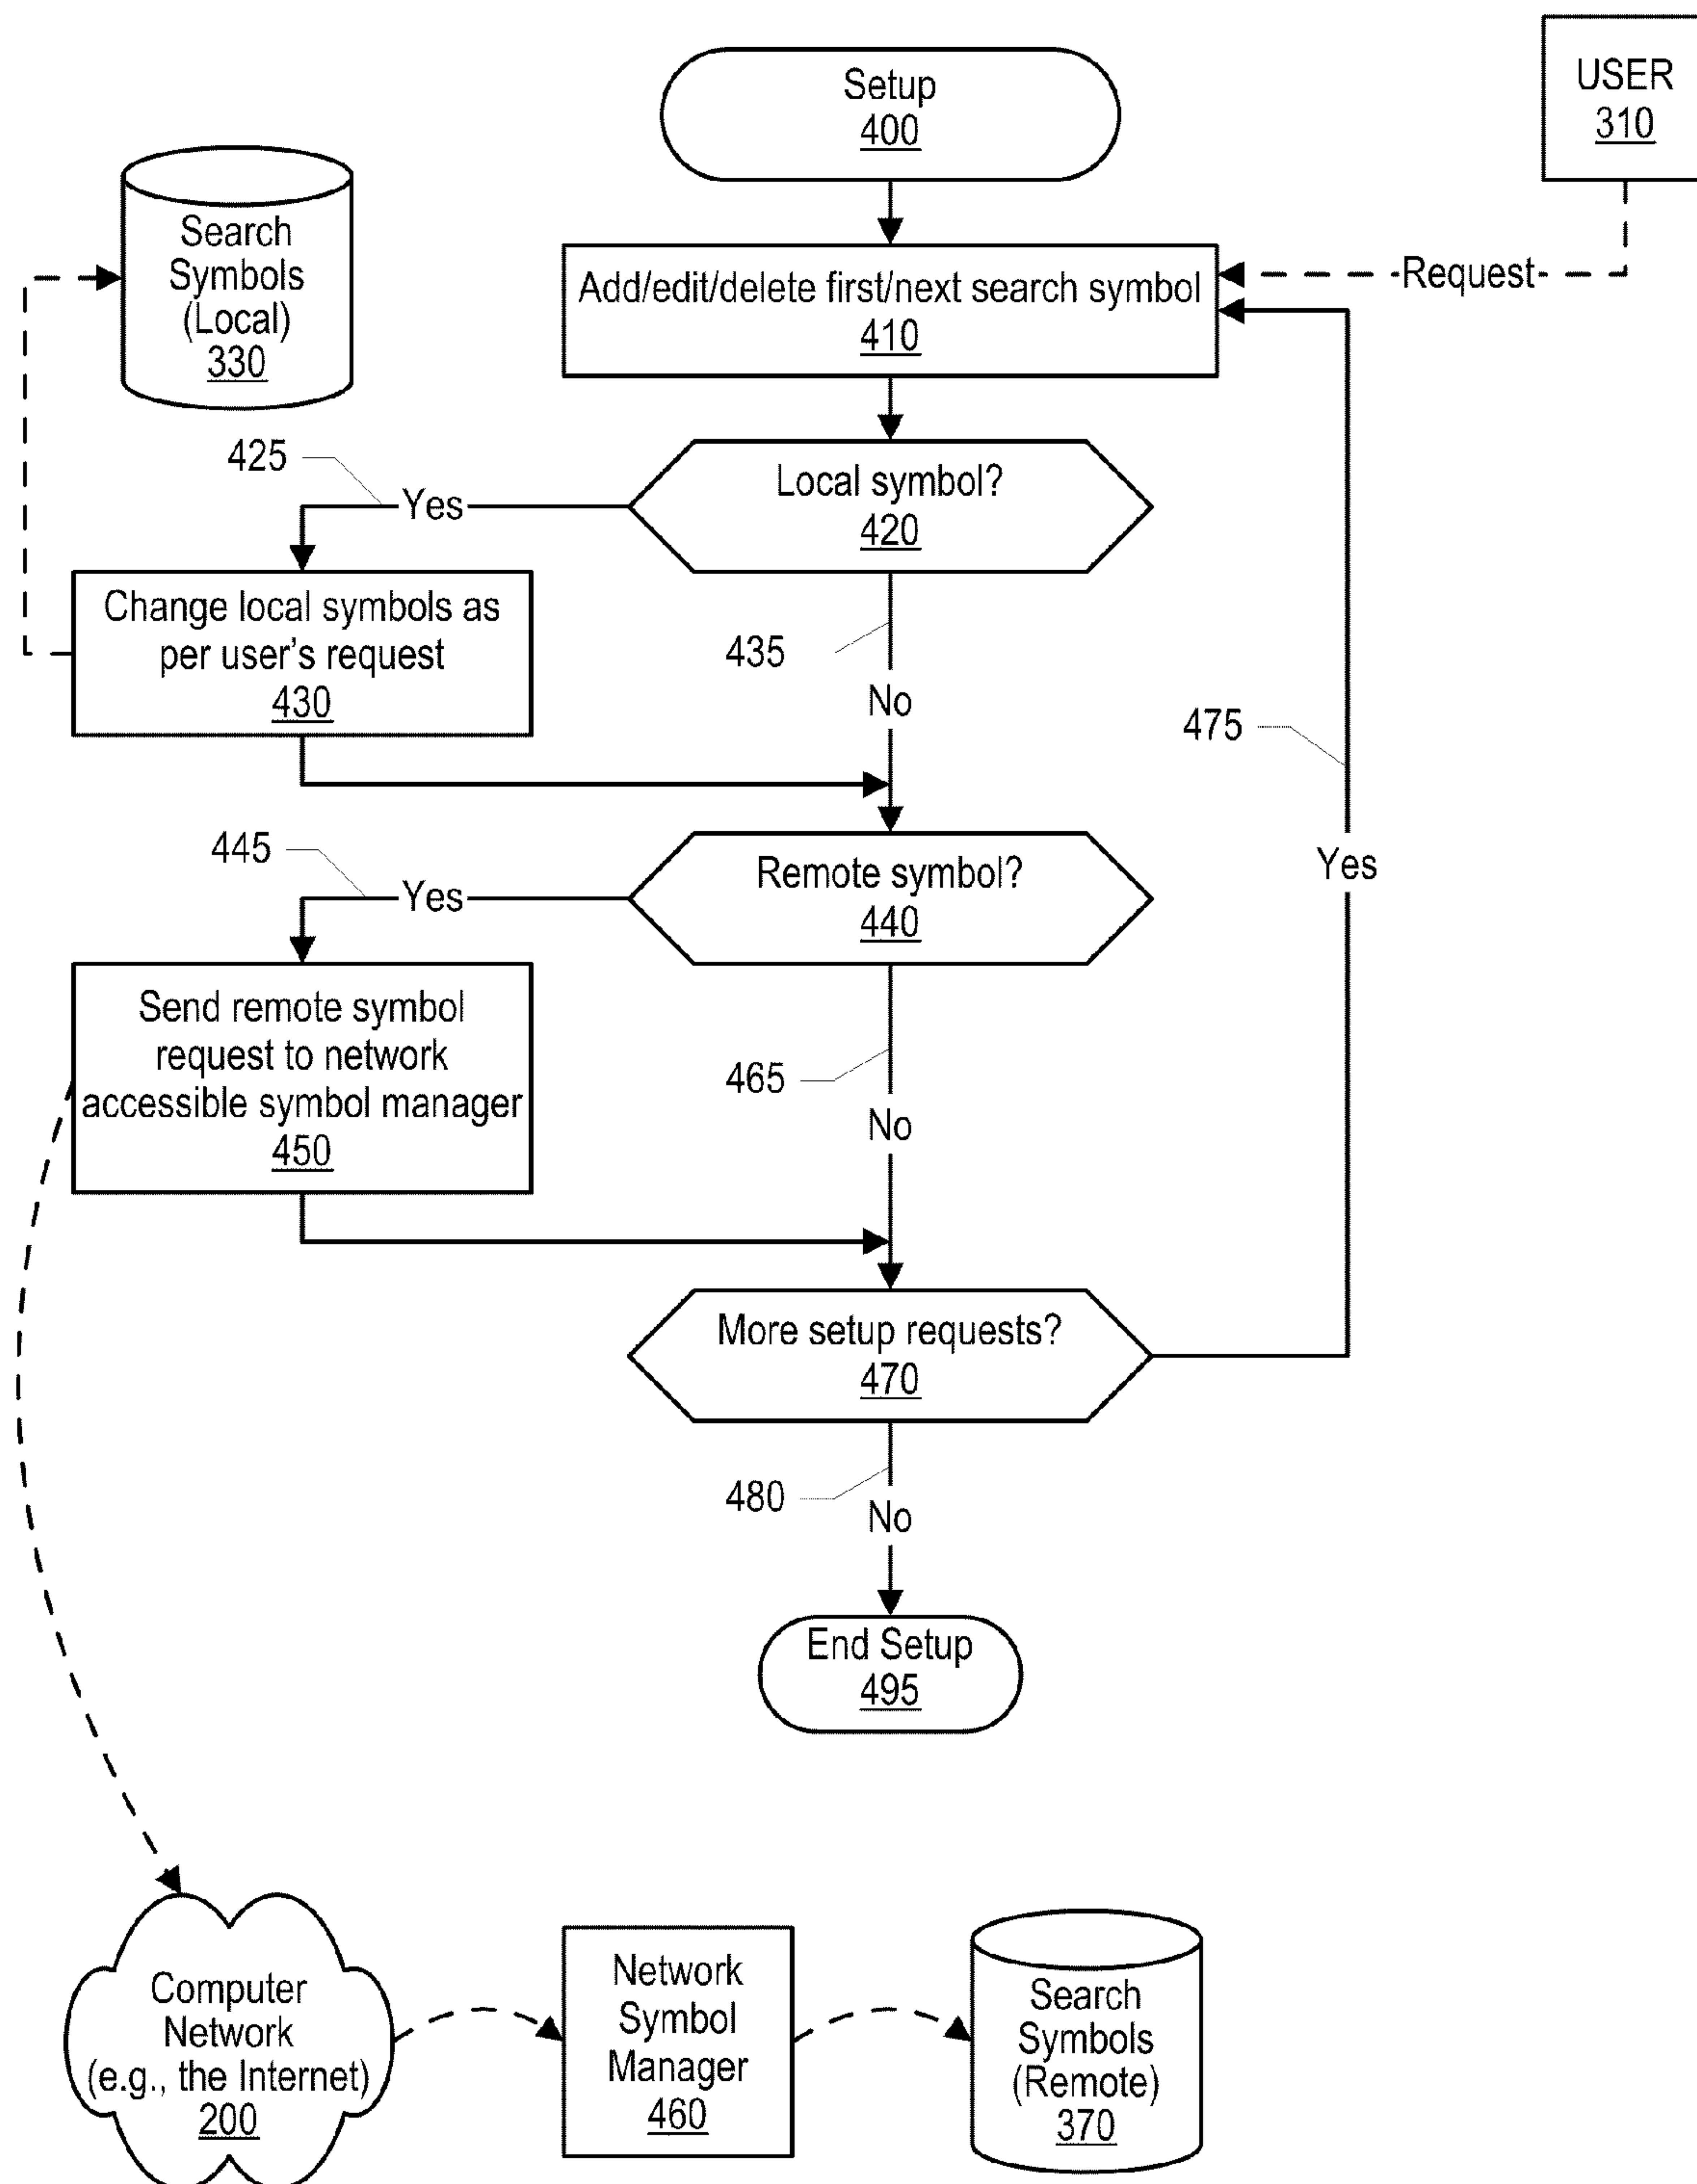 Setup
400
USER
310
Search
Symbols
(Local)
330
Request
Add/edit/delete first/next search symbol
410
425
Yes
Local symbol?
420
Change local symbols as
per user's request
430
435
No
475
Yes
445
Yes
Remote symbol?
440
Send remote symbol
request to network
accessible symbol manager
450
465
No
More setup requests?
470
480
No
End Setup
495
Computer
Network
(e.g., the Internet)
200
Network
Symbol
Manager
460
Search
Symbols
(Remote)
370